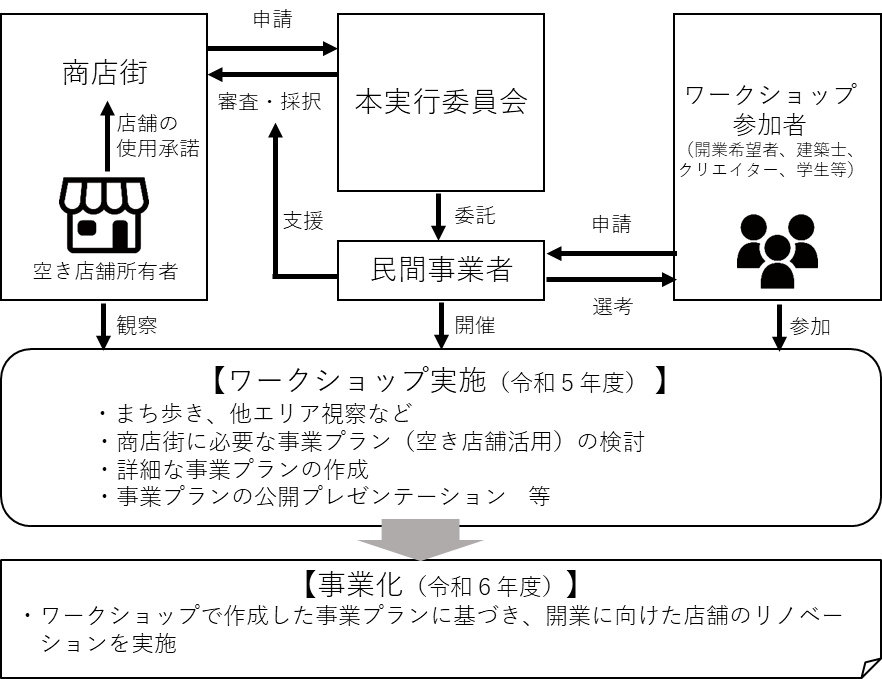 商店街
店舗の
使用承諾
空き店舗所有者
申請
審査・採択
本実行委員会
委託
支援
民間事業者
申請
選考
ワークショップ
参加者
（開業希望者、建築士、
クリエイター、学生等）
観察
開催
参加
【ワークショップ実施（令和５年度）】
・まち歩き、他エリア視察など
・商店街に必要な事業プラン（空き店舗活用）の検討
・詳細な事業プランの作成
・事業プランの公開プレゼンテーション　等
【事業化（令和６年度）】
・ワークショップで作成した事業プランに基づき、開業に向けた店舗のリノベー
ションを実施